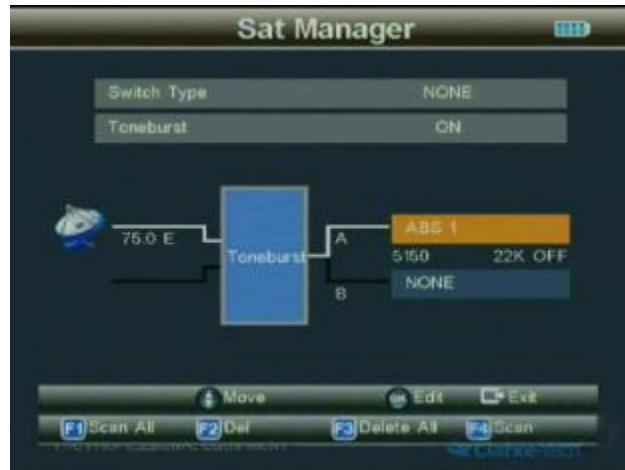 Sat Manager
Switch Type NONE
Toneburst ON
75.0 E
Toneburst
A
ABS 1
5150 22K OFF
B
NONE
Move OK Edit Exit
F1 Scan All F2 Del F3 Delete All F4 Scan